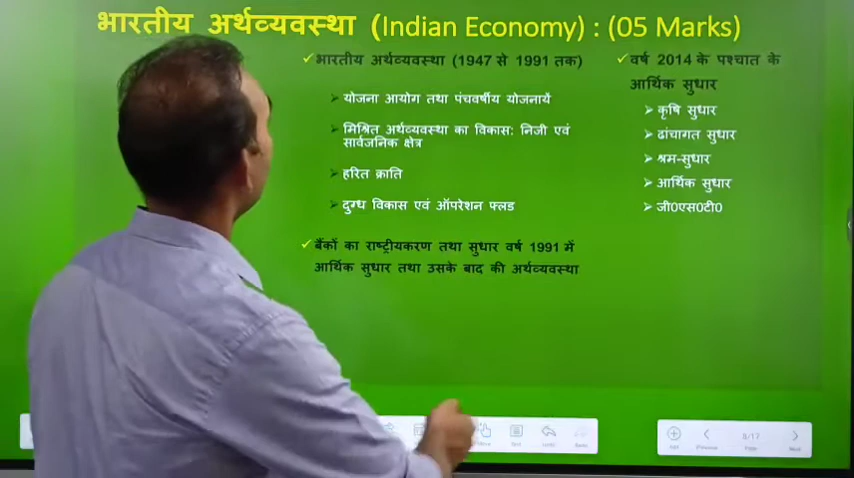 भारतीय अर्थव्यवस्था (Indian Economy) : (05 Marks)
✓भारतीय अर्थव्यवस्था (1947 से 1991 तक)
➤ योजना आयोग तथा पंचवर्षीय योजनायें
➤ मिश्रित अर्थव्यवस्था का विकास: निजी एवं
सार्वजनिक क्षेत्र
➤ हरित क्राति
➤ दुग्ध विकास एवं ऑपरेशन फ्लड
✓ बैंकों का राष्ट्रीयकरण तथा सुधार वर्ष 1991 में
आर्थिक सुधार तथा उसके बाद की अर्थव्यवस्था
✓ वर्ष 2014 के पश्चात के
आर्थिक सुधार
➤ कृषि सुधार
➤ ढांचागत सुधार
➤ श्रम-सुधार
➤ आर्थिक सुधार
➤ जी0एस0टी0
8/17